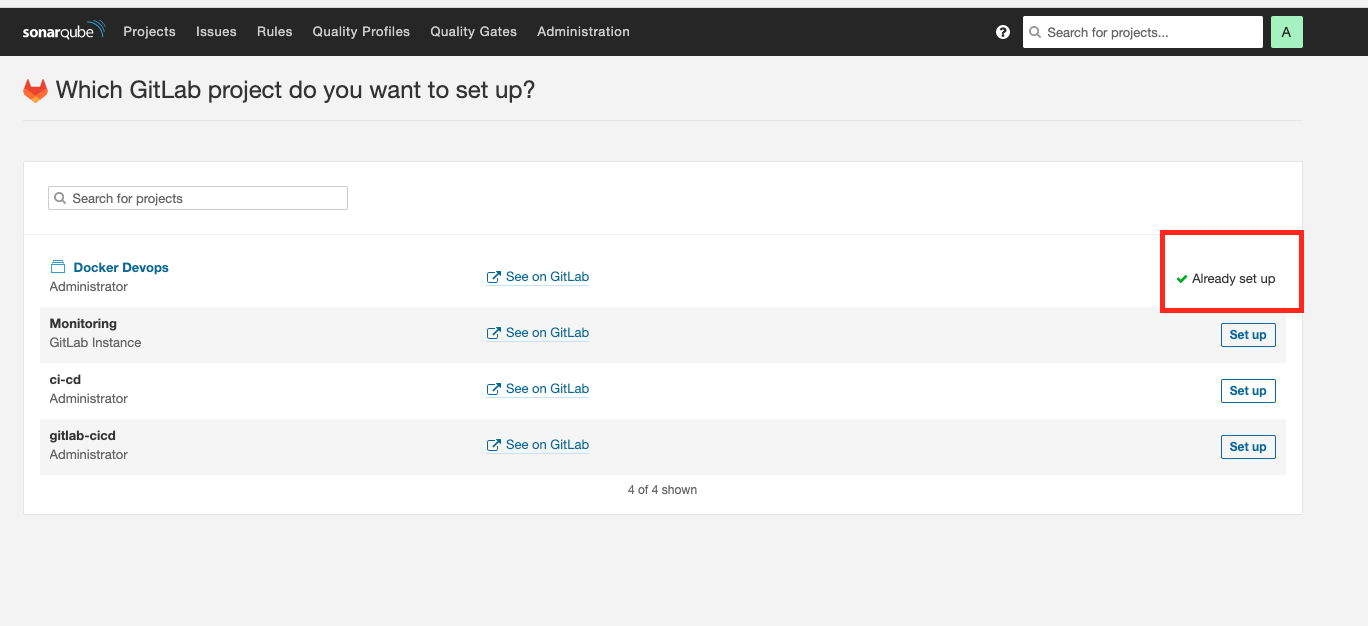 sonarqube Projects Issues Rules Quality Profiles Quality Gates Administration ? Search for projects... A
Which GitLab project do you want to set up?
Search for projects
Docker Devops
Administrator
See on GitLab
Already set up
Monitoring
GitLab Instance
See on GitLab
Set up
ci-cd
Administrator
See on GitLab
Set up
gitlab-cicd
Administrator
See on GitLab
Set up
4 of 4 shown